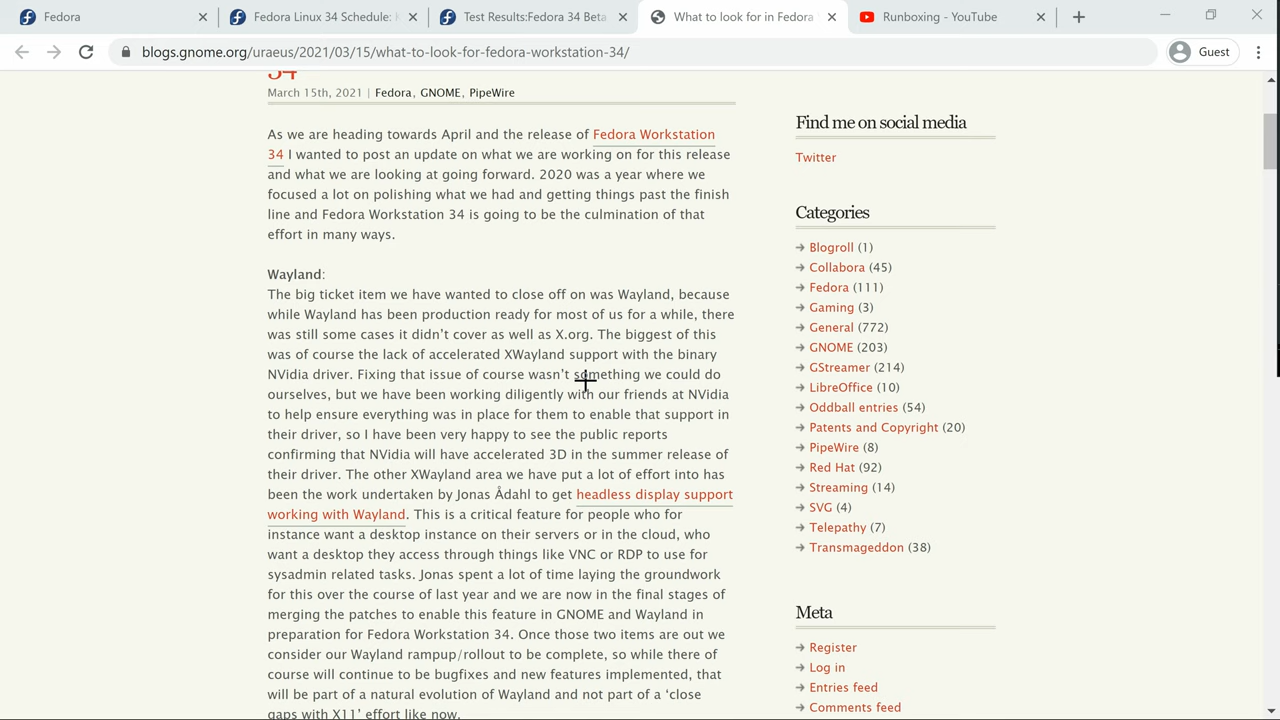 Fedora
Fedora Linux 34 Schedule:
Test Results:Fedora 34 Beta
What to look for in Fedora
Runboxing - YouTube
blogs.gnome.org/uraeus/2021/03/15/what-to-look-for-fedora-workstation-34/
Guest
34
March 15th, 2021 | Fedora, GNOME, PipeWire
As we are heading towards April and the release of Fedora Workstation
34 I wanted to post an update on what we are working on for this release
and what we are looking at going forward. 2020 was a year where we
focused a lot on polishing what we had and getting things past the finish
line and Fedora Workstation 34 is going to be the culmination of that
effort in many ways.
Wayland:
The big ticket item we have wanted to close off on was Wayland, because
while Wayland has been production ready for most of us for a while, there
was still some cases it didn’t cover as well as X.org. The biggest of this
was of course the lack of accelerated XWayland support with the binary
NVidia driver. Fixing that issue of course wasn’t something we could do
ourselves, but we have been working diligently with our friends at NVidia
to help ensure everything was in place for them to enable that support in
their driver, so I have been very happy to see the public reports
confirming that NVidia will have accelerated 3D in the summer release of
their driver. The other XWayland area we have put a lot of effort into has
been the work undertaken by Jonas Ådahl to get headless display support
working with Wayland. This is a critical feature for people who for
instance want a desktop instance on their servers or in the cloud, who
want a desktop they access through things like VNC or RDP to use for
sysadmin related tasks. Jonas spent a lot of time laying the groundwork
for this over the course of last year and we are now in the final stages of
merging the patches to enable this feature in GNOME and Wayland in
preparation for Fedora Workstation 34. Once those two items are out we
consider our Wayland rampup/rollout to be complete, so while there of
course will continue to be bugfixes and new features implemented, that
will be part of a natural evolution of Wayland and not part of a ‘close
gaps with X11’ effort like now.
Find me on social media
Twitter
Categories
Blogroll (1)
Collabora (45)
Fedora (111)
Gaming (3)
General (772)
GNOME (203)
GStreamer (214)
LibreOffice (10)
Oddball entries (54)
Patents and Copyright (20)
PipeWire (8)
Red Hat (92)
Streaming (14)
SVG (4)
Telepathy (7)
Transmageddon (38)
Meta
Register
Log in
Entries feed
Comments feed